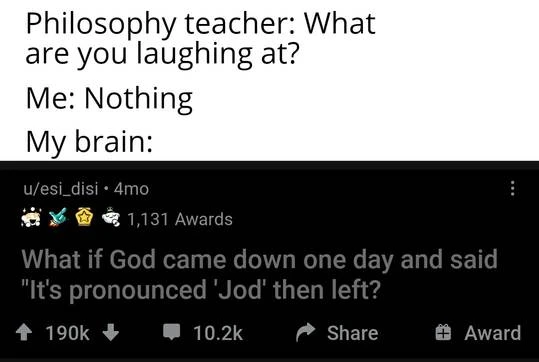 Philosophy teacher: What
are you laughing at?
Me: Nothing
My brain:
u/esi_disi • 4mo
1,131 Awards
What if God came down one day and said
"It's pronounced 'Jod' then left?
190k
10.2k
Share
Award